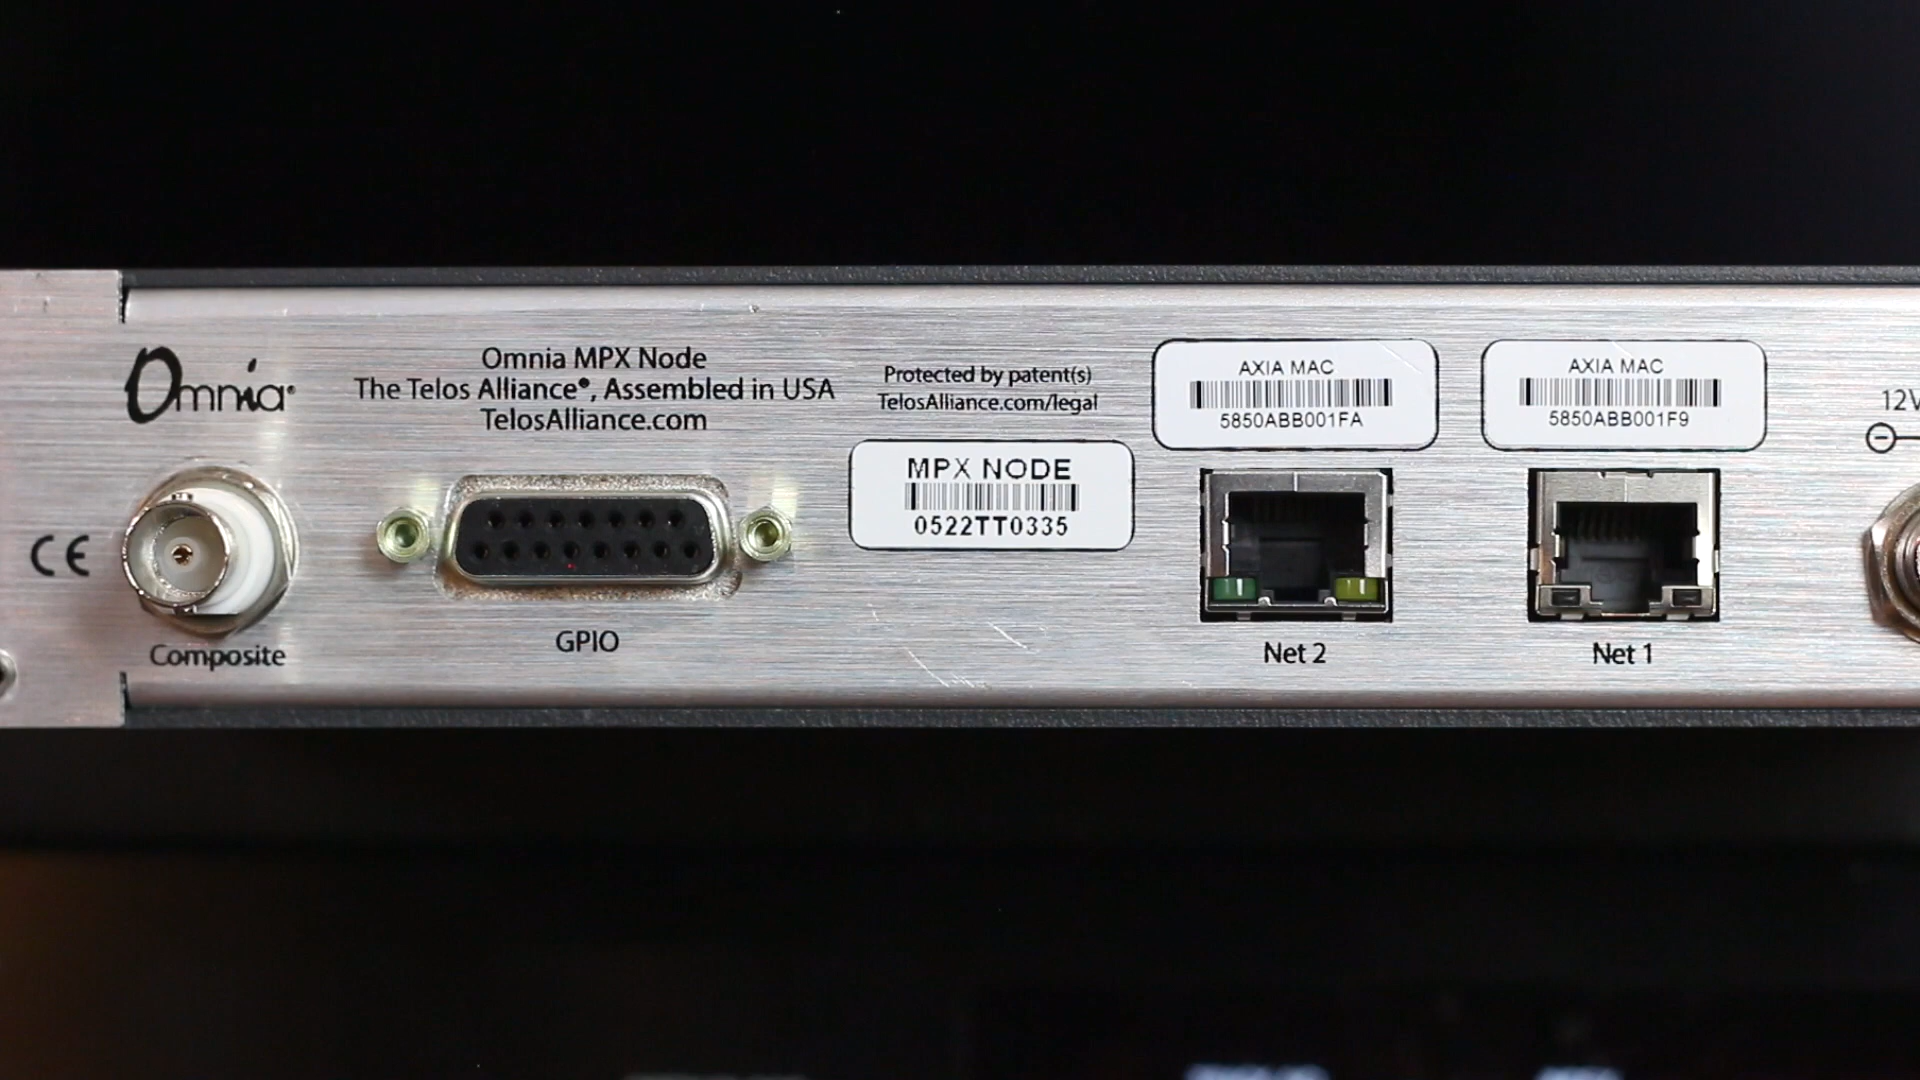 Omnia®
Omnia MPX Node
The Telos Alliance®, Assembled in USA
TelosAlliance.com
Protected by patent(s)
TelosAlliance.com/legal
MPX NODE
0522TT0335
AXIA MAC
5850ABB001FA
AXIA MAC
5850ABB001F9
12V
CE
Composite
GPIO
Net 2
Net 1